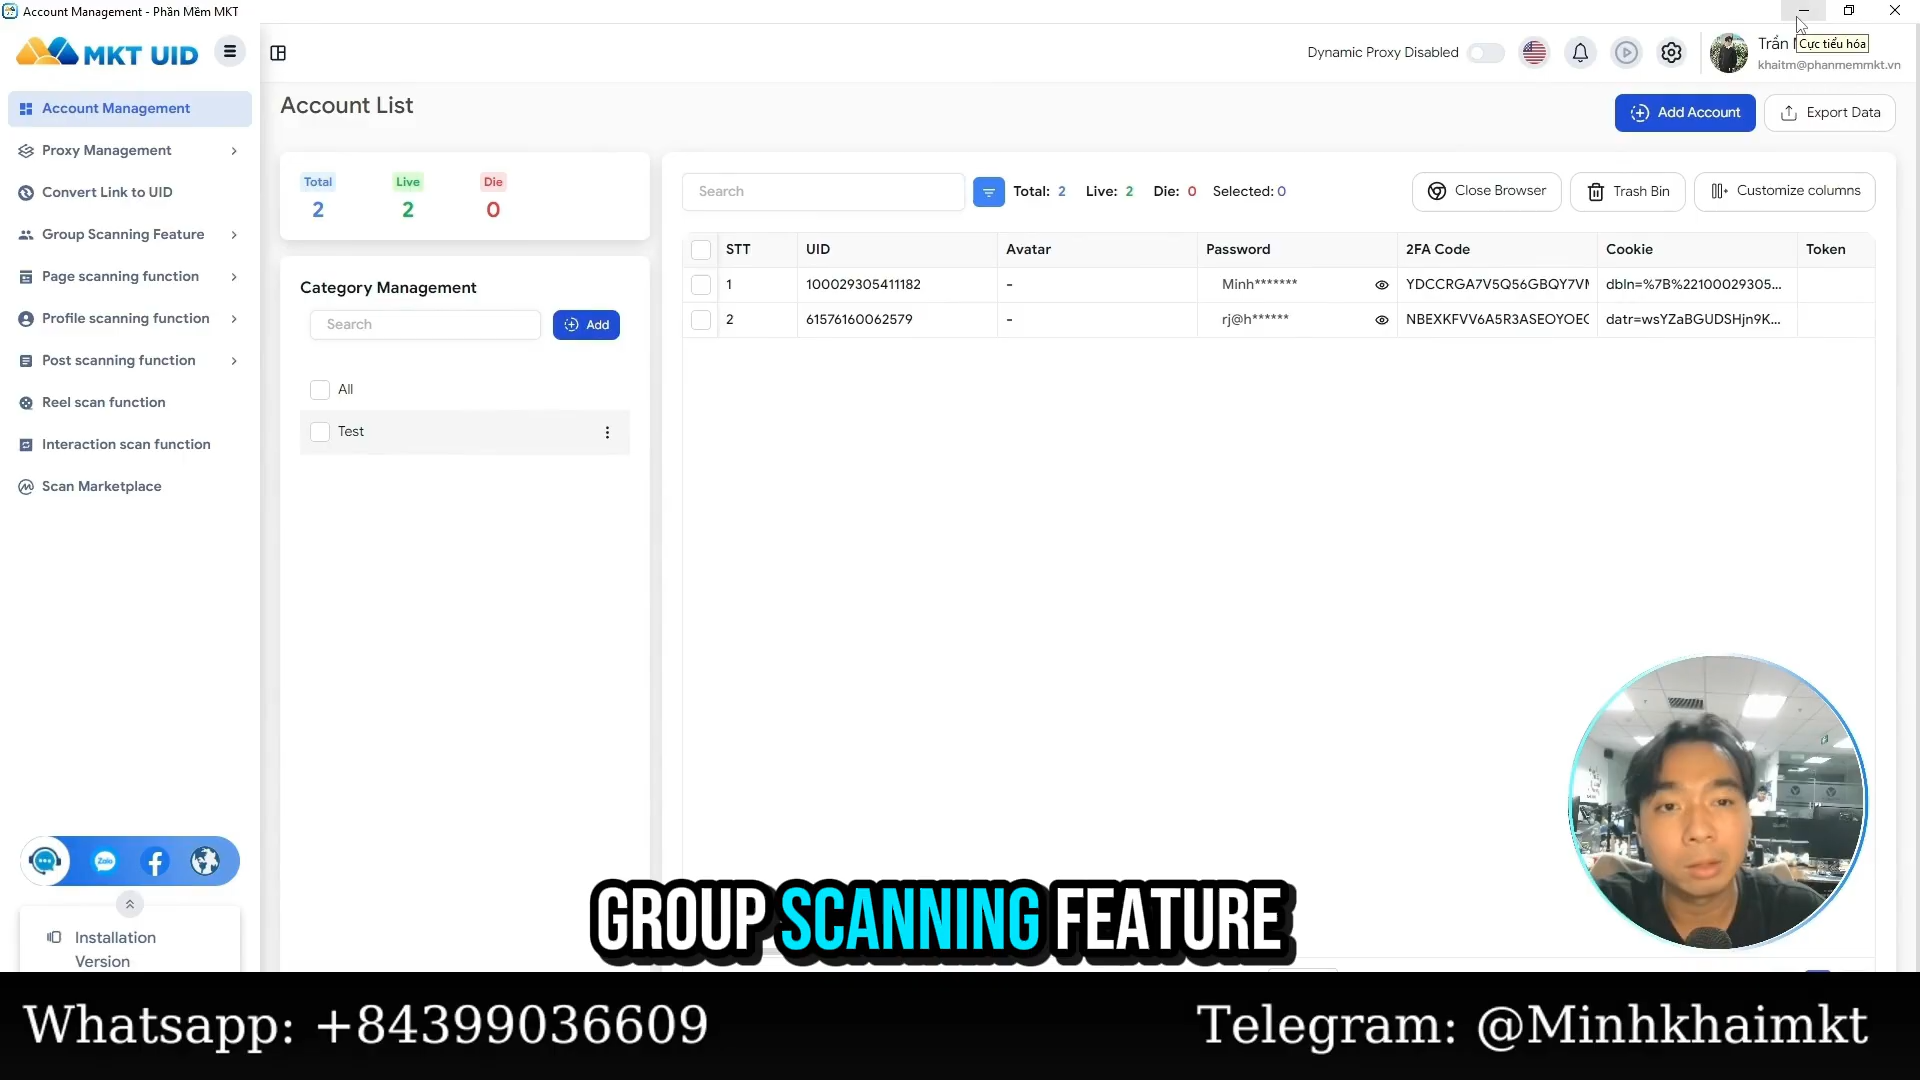 Account Management - Phần Mềm MKT
MKT UID
Dynamic Proxy Disabled
Trần
Cực tiểu hóa
khaitm@phanmemmkt.vn
Account Management
Proxy Management
Convert Link to UID
Group Scanning Feature
Page scanning function
Profile scanning function
Post scanning function
Reel scan function
Interaction scan function
Scan Marketplace
Zalo
Installation
Version
Account List
Add Account
Export Data
Total
Live
Die
2
2
0
Category Management
Search
Add
All
Test
Search
Total: 2 Live: 2 Die: 0 Selected: 0
Close Browser
Trash Bin
Customize columns
STT UID Avatar Password 2FA Code Cookie Token
1 100029305411182 - Minh******* YDCCRGA7V5Q56GBQY7VM dbln=%7B%22100029305...
2 61576160062579 - rj@h****** NBEXKFVV6A5R3ASEOYOEC datr=wsYZaBGUDSHjn9K...
GROUP SCANNING FEATURE
Whatsapp: +84399036609
Telegram: @Minhkhaimkt